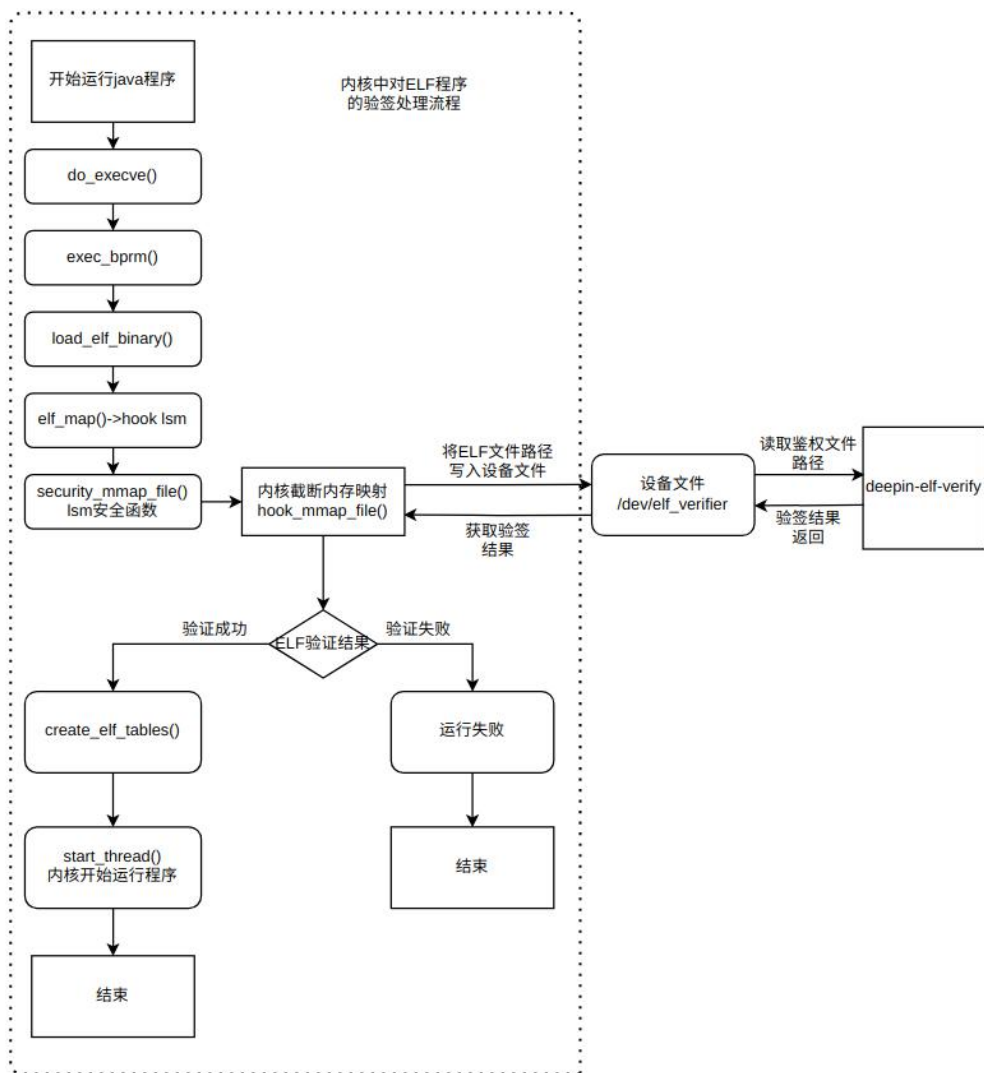 开始运行java程序
内核中对ELF程序
的验签处理流程
do_execve()
exec_bprm()
load_elf_binary()
elf_map()->hook lsm
security_mmap_file()
lsm安全函数
内核截断内存映射
hook_mmap_file()
将ELF文件路径
写入设备文件
获取验签
结果
设备文件
/dev/elf_verifier
读取鉴权文件
路径
验签结果
返回
deepin-elf-verify
验证成功
ELF验证结果
验证失败
create_elf_tables()
运行失败
start_thread()
内核开始运行程序
结束
结束